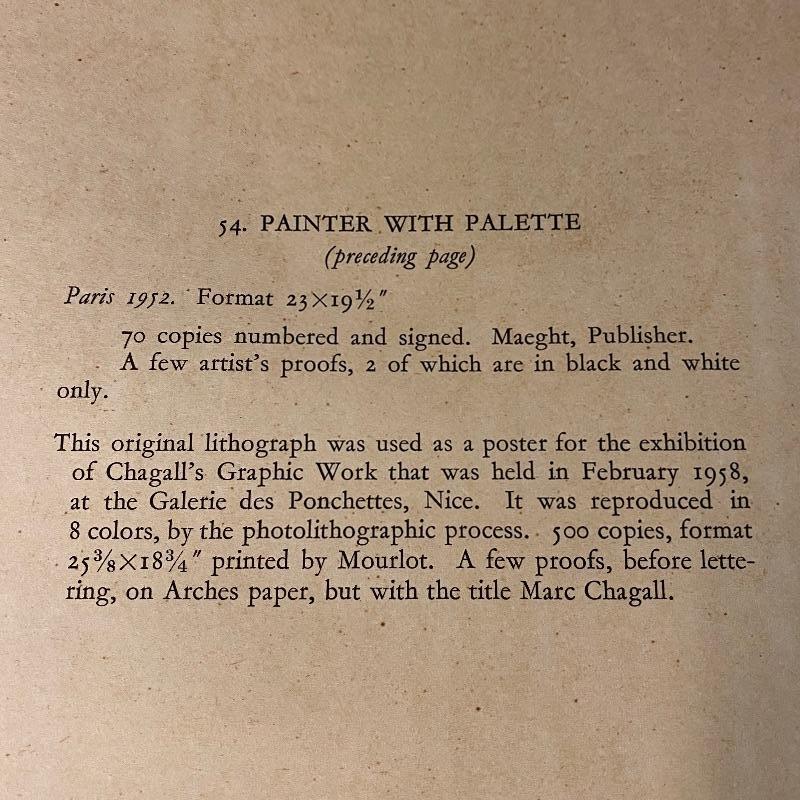 54. PAINTER WITH PALETTE
(preceding page)
Paris 1952. Format 23×19½″
70 copies numbered and signed. Maeght, Publisher.
A few artist's proofs, 2 of which are in black and white
only.
This original lithograph was used as a poster for the exhibition
of Chagall's Graphic Work that was held in February 1958,
at the Galerie des Ponchettes, Nice. It was reproduced in
8 colors, by the photolithographic process. 500 copies, format
25⅜×18¾″ printed by Mourlot. A few proofs, before lette-
ring, on Arches paper, but with the title Marc Chagall.